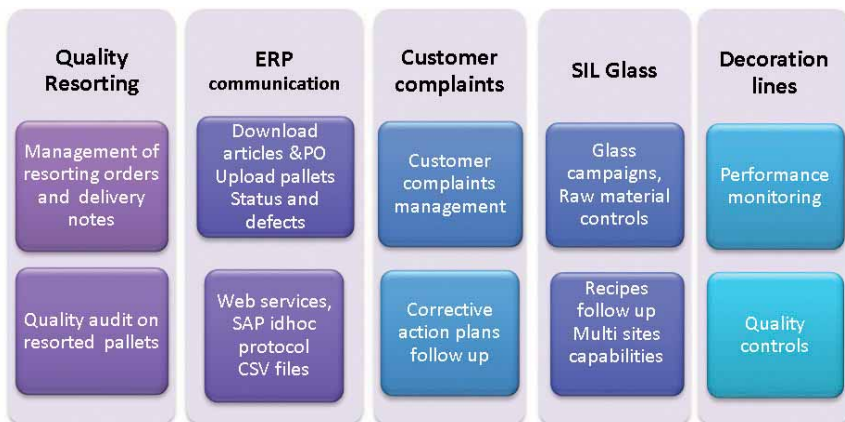 Quality
Resorting
Management of
resorting orders
and delivery
notes
Quality audit on
resorted pallets
ERP
communication
Download
articles &PO
Upload pallets
Status and
defects
Web services,
SAP idhoc
protocol
CSV files
Customer
complaints
Customer
complaints
management
Corrective
action plans
follow up
SIL Glass
Glass
campaigns,
Raw material
controls
Recipes
follow up
Multi sites
capabilities
Decoration
lines
Performance
monitoring
Quality
controls